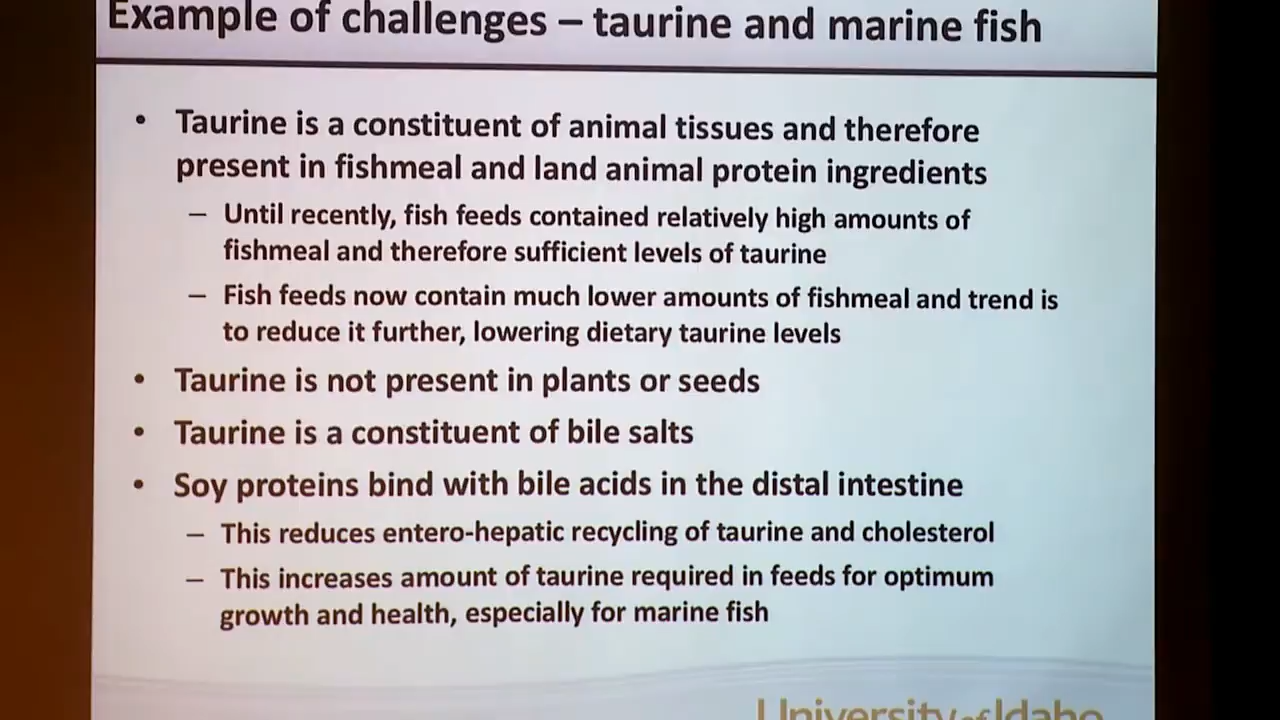 Example of challenges – taurine and marine fish
• Taurine is a constituent of animal tissues and therefore
present in fishmeal and land animal protein ingredients
– Until recently, fish feeds contained relatively high amounts of
fishmeal and therefore sufficient levels of taurine
– Fish feeds now contain much lower amounts of fishmeal and trend is
to reduce it further, lowering dietary taurine levels
• Taurine is not present in plants or seeds
• Taurine is a constituent of bile salts
• Soy proteins bind with bile acids in the distal intestine
– This reduces entero-hepatic recycling of taurine and cholesterol
– This increases amount of taurine required in feeds for optimum
growth and health, especially for marine fish
University of Idaho